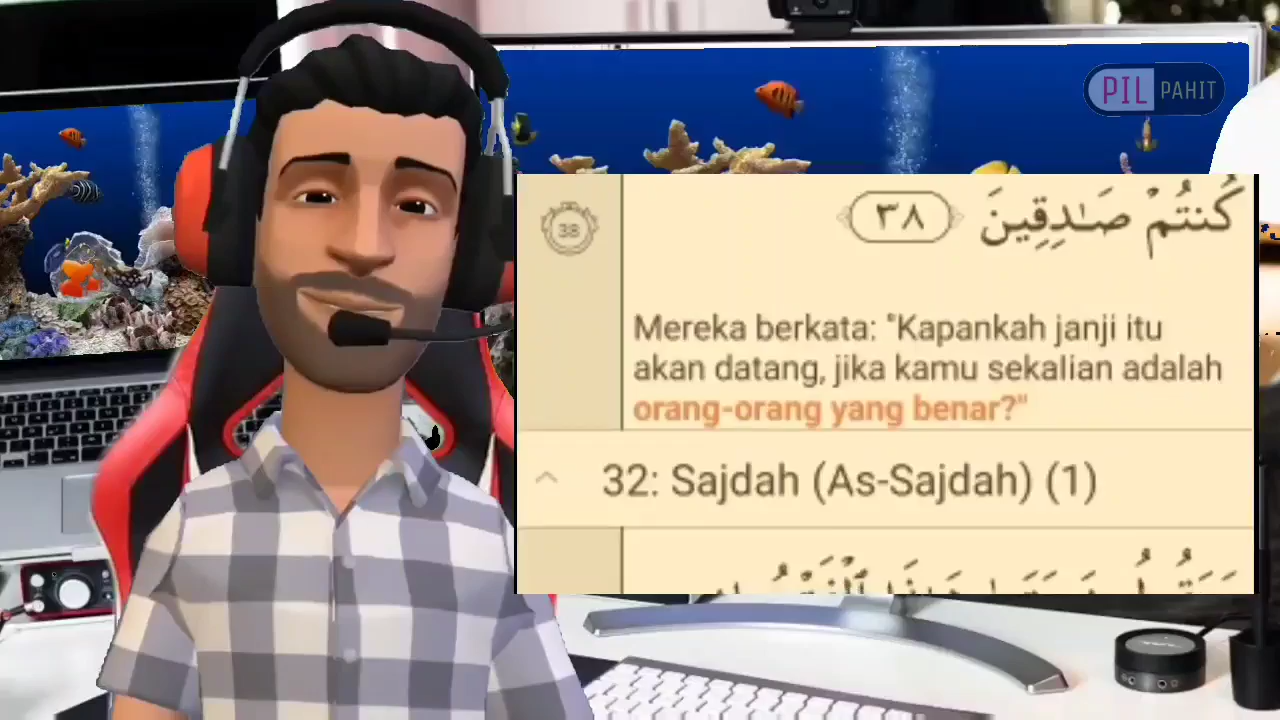 PIL PAHIT
كُنتُمْ صَـٰدِقِينَ ٣٨
38
Mereka berkata: "Kapankah janji itu
akan datang, jika kamu sekalian adalah
orang-orang yang benar?"
32: Sajdah (As-Sajdah) (1)